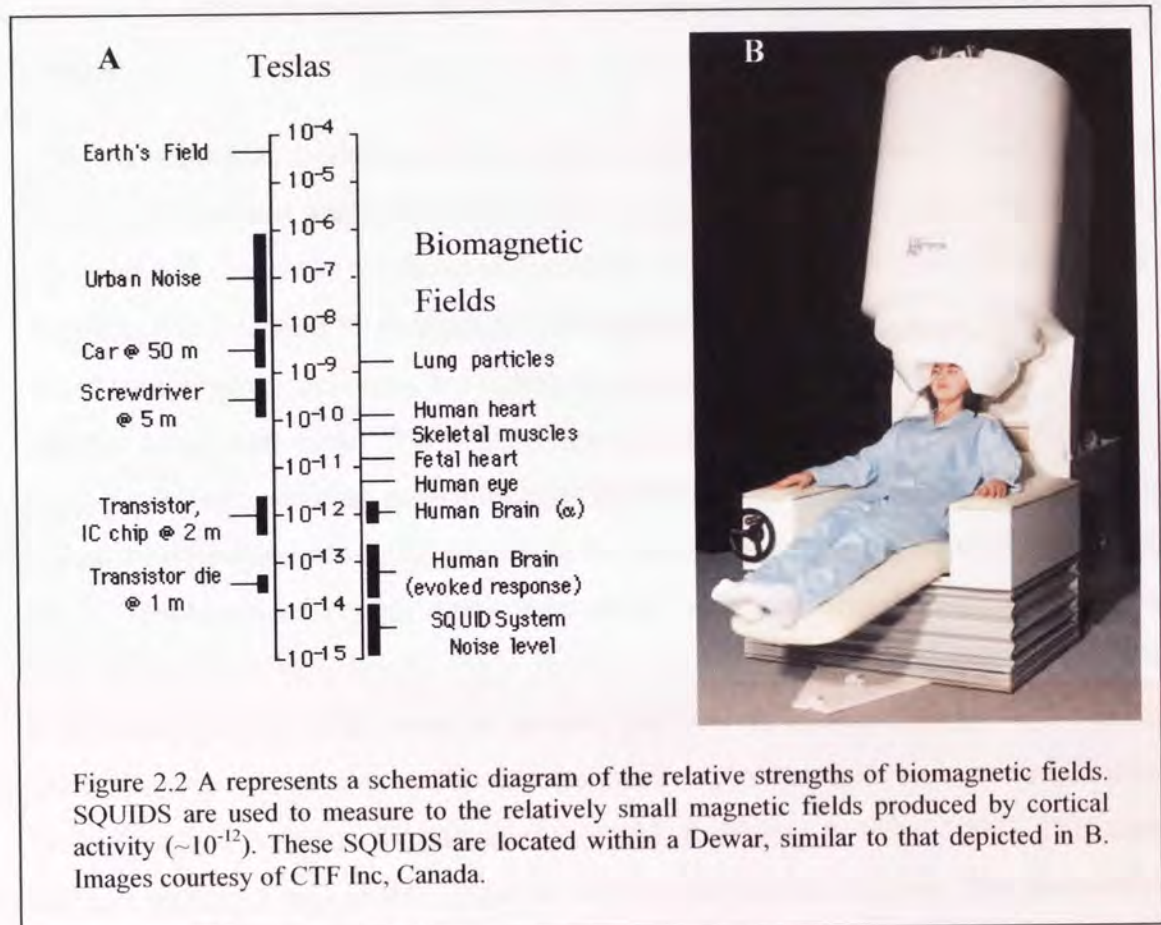 A
Teslas
B
10⁻⁴
Earth's Field
10⁻⁵
10⁻⁶
Biomagnetic
Urban Noise
10⁻⁷
Fields
10⁻⁸
Car @ 50 m
10⁻⁹
Lung particles
Screwdriver
@ 5 m
10⁻¹⁰
Human heart
Skeletal muscles
10⁻¹¹
Fetal heart
Human eye
Transistor,
IC chip @ 2 m
10⁻¹²
Human Brain (α)
10⁻¹³
Human Brain
(evoked response)
Transistor die
@ 1 m
10⁻¹⁴
SQUID System
Noise level
10⁻¹⁵
Figure 2.2 A represents a schematic diagram of the relative strengths of biomagnetic fields.
SQUIDS are used to measure to the relatively small magnetic fields produced by cortical
activity (~10⁻¹²). These SQUIDS are located within a Dewar, similar to that depicted in B.
Images courtesy of CTF Inc, Canada.